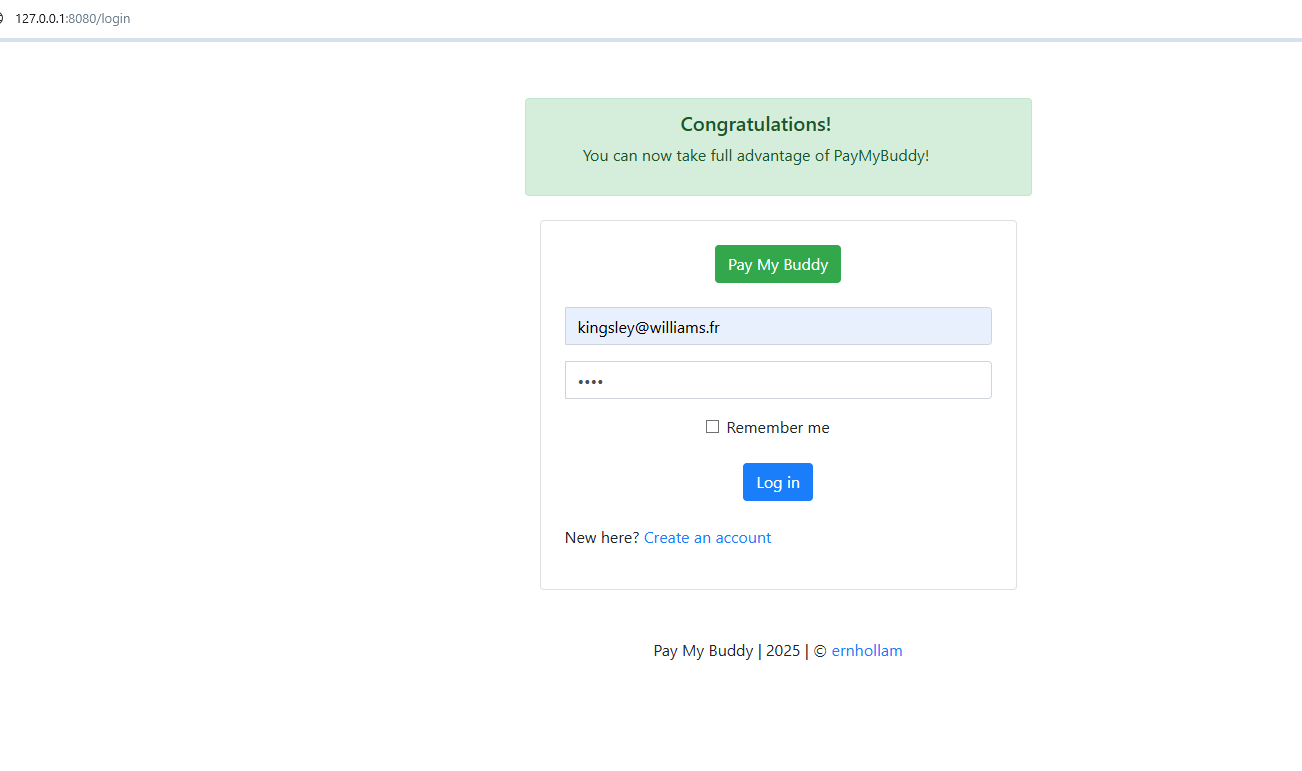 127.0.0.1:8080/login
Congratulations!
You can now take full advantage of PayMyBuddy!
Pay My Buddy
kingsley@williams.fr
••••
Remember me
Log in
New here? Create an account
Pay My Buddy | 2025 | © ernhollam